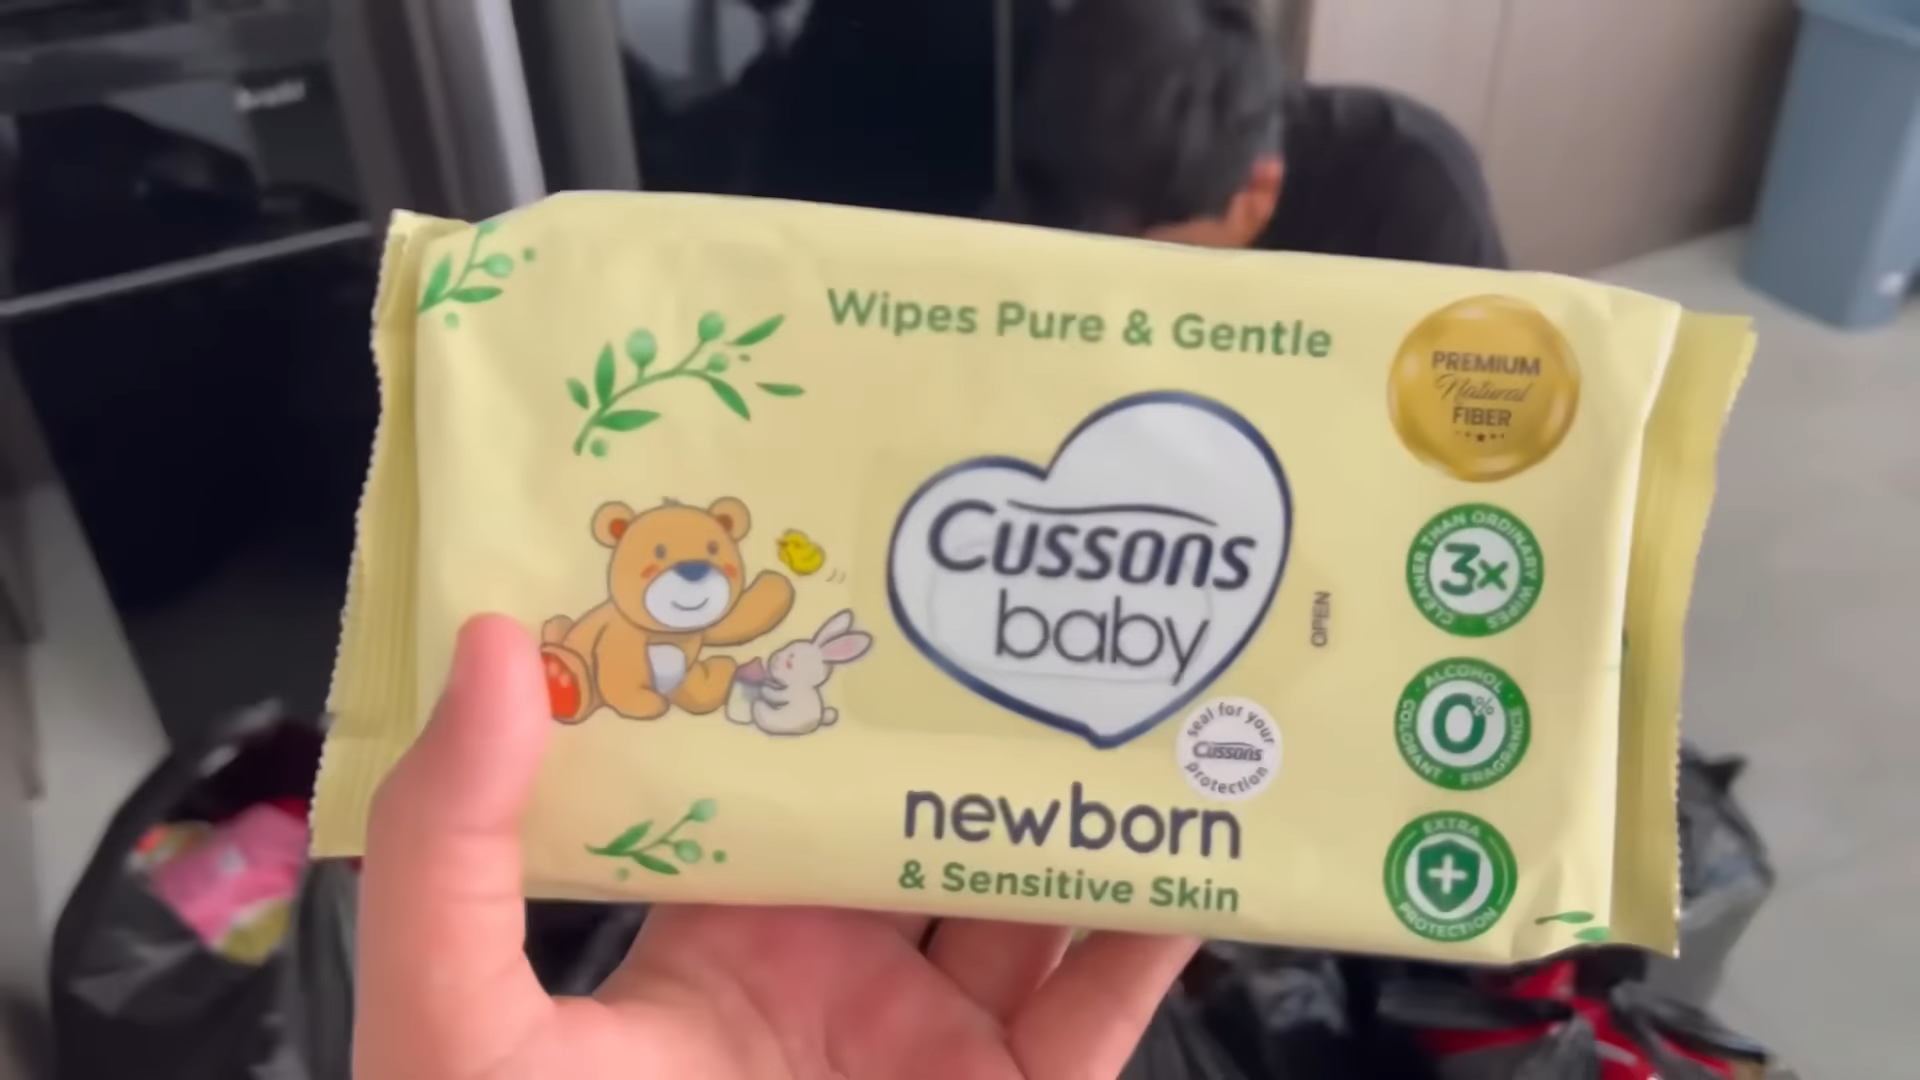 Wipes Pure & Gentle
PREMIUM
Natural
FIBER
Cussons
baby
OPEN
CLEANER THAN ORDINARY WIPES
3x
ALCOHOL
COLORANT · FRAGRANCE
0%
seal for your
Cussons
protection
newborn
& Sensitive Skin
EXTRA
PROTECTION